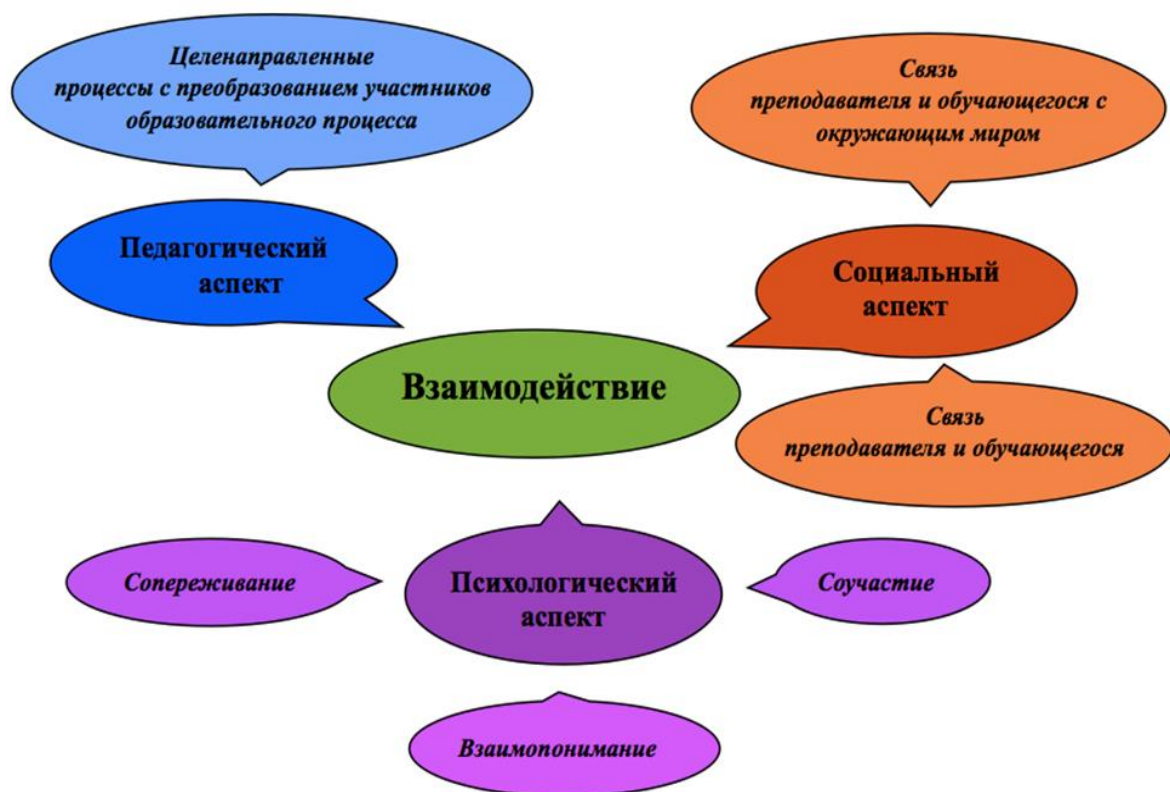 Целенаправленные
процессы с преобразованием участников
образовательного процесса
Связь
преподавателя и обучающегося с
окружающим миром
Педагогический
аспект
Социальный
аспект
Взаимодействие
Связь
преподавателя и обучающегося
Сопереживание
Психологический
аспект
Соучастие
Взаимопонимание